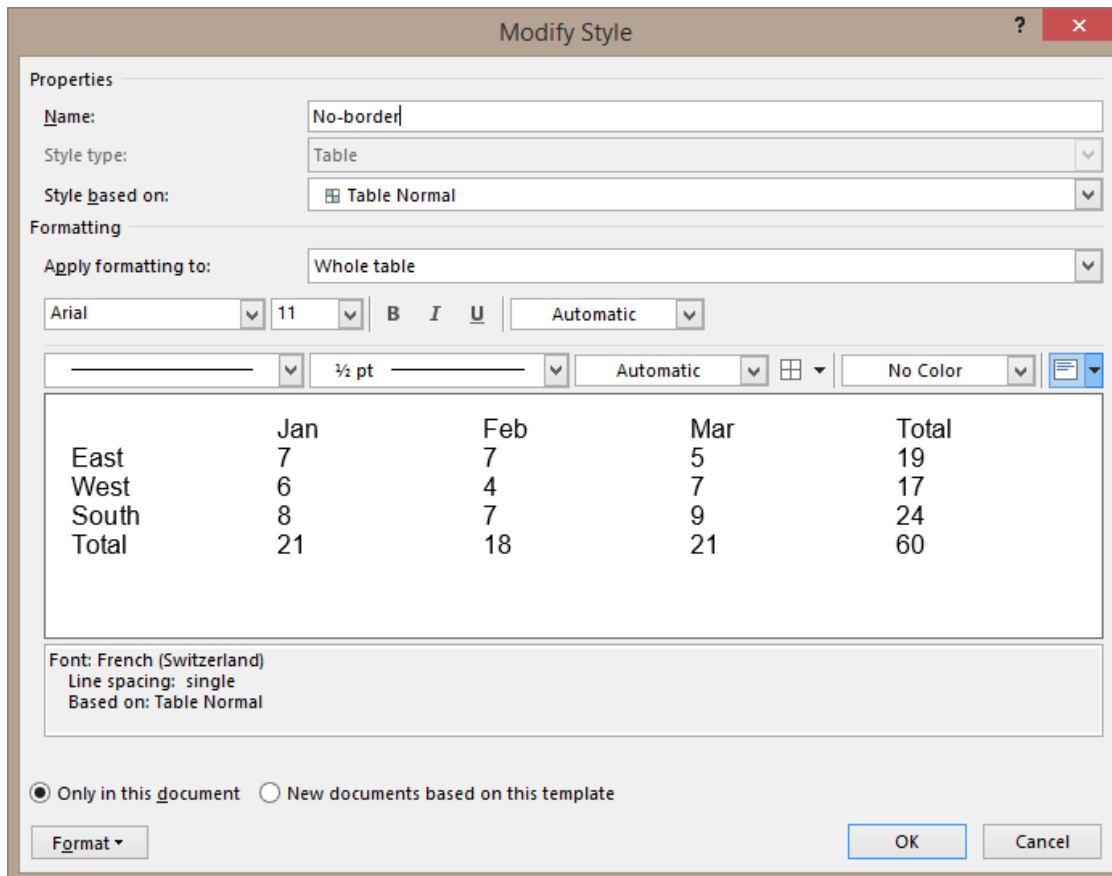 Modify Style
?
Properties
Name: No-border
Style type: Table
Style based on: Table Normal
Formatting
Apply formatting to: Whole table
Arial 11 B I U Automatic
½ pt Automatic No Color
Jan Feb Mar Total
East 7 7 5 19
West 6 4 7 17
South 8 7 9 24
Total 21 18 21 60
Font: French (Switzerland)
Line spacing: single
Based on: Table Normal
Only in this document New documents based on this template
Format OK Cancel